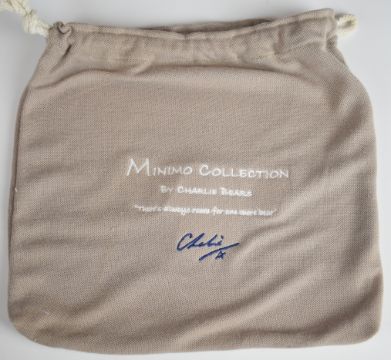 MINIMO COLLECTION
BY CHARLIE BEARS
"There's always room for one more bear"
Charlie